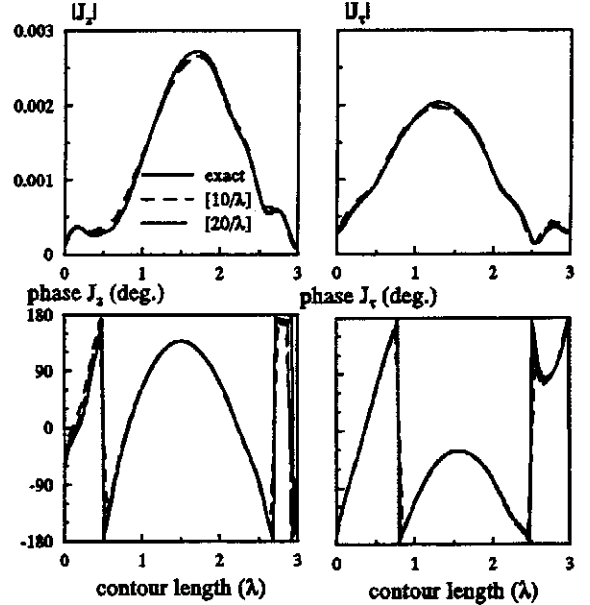 |J_z| |J_τ|
0.003
0.002
0.001
0
exact
[10/λ]
[20/λ]
0 1 2 3 0 1 2 3
phase J_z (deg.) phase J_τ (deg.)
180
90
0
-90
-180
0 1 2 3 0 1 2 3
contour length (λ) contour length (λ)